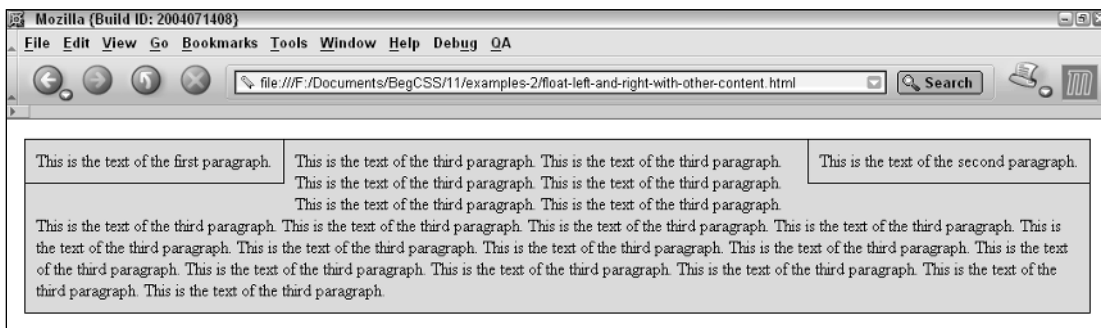 Mozilla {Build ID: 2004071408}
File Edit View Go Bookmarks Tools Window Help Debug QA
file:///F:/Documents/BegCSS/11/examples-2/float-left-and-right-with-other-content.html Search
This is the text of the first paragraph.
This is the text of the third paragraph. This is the text of the third paragraph.
This is the text of the third paragraph. This is the text of the third paragraph.
This is the text of the third paragraph. This is the text of the third paragraph.
This is the text of the second paragraph.
This is the text of the third paragraph. This is the text of the third paragraph. This is the text of the third paragraph. This is the text of the third paragraph. This is
the text of the third paragraph. This is the text of the third paragraph. This is the text of the third paragraph. This is the text of the third paragraph. This is the text
of the third paragraph. This is the text of the third paragraph. This is the text of the third paragraph. This is the text of the third paragraph. This is the text of the
third paragraph. This is the text of the third paragraph.